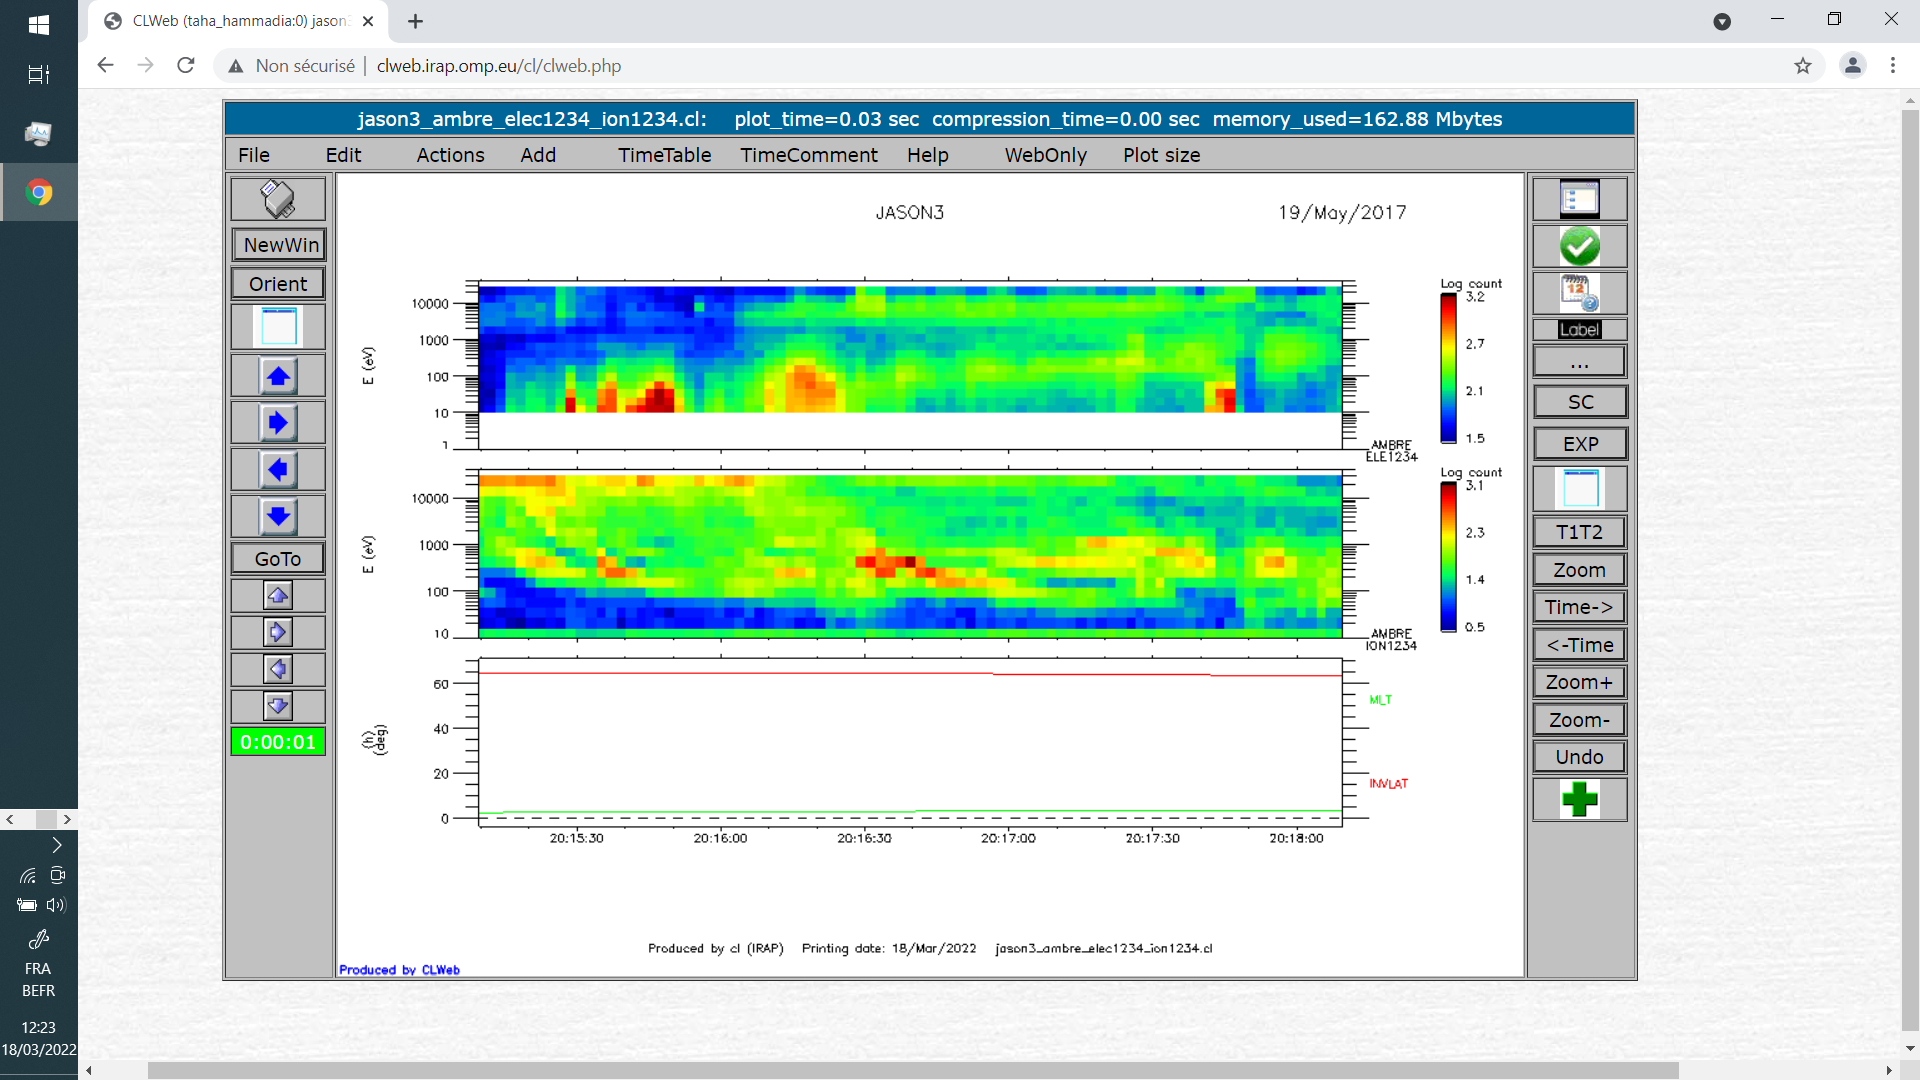 CLWeb (taha_hammadia:0) jason3
Non sécurisé | clweb.irap.omp.eu/cl/clweb.php
jason3_ambre_elec1234_ion1234.cl: plot_time=0.03 sec compression_time=0.00 sec memory_used=162.88 Mbytes
File Edit Actions Add TimeTable TimeComment Help WebOnly Plot size
NewWin
Orient
GoTo
0:00:01
JASON3 19/May/2017
E (eV)
10000
1000
100
10
1
Log count
3.2
2.7
2.1
1.5
AMBRE
ELE1234
E (eV)
10000
1000
100
10
Log count
3.1
2.3
1.4
0.5
AMBRE
ION1234
(h)
(deg)
60
40
20
0
MLT
INVLAT
20:15:30 20:16:00 20:16:30 20:17:00 20:17:30 20:18:00
Produced by cl (IRAP) Printing date: 18/Mar/2022 jason3_ambre_elec1234_ion1234.cl
Produced by CLWeb
12
Label
...
SC
EXP
T1T2
Zoom
Time->
<-Time
Zoom+
Zoom-
Undo
FRA
BEFR
12:23
18/03/2022